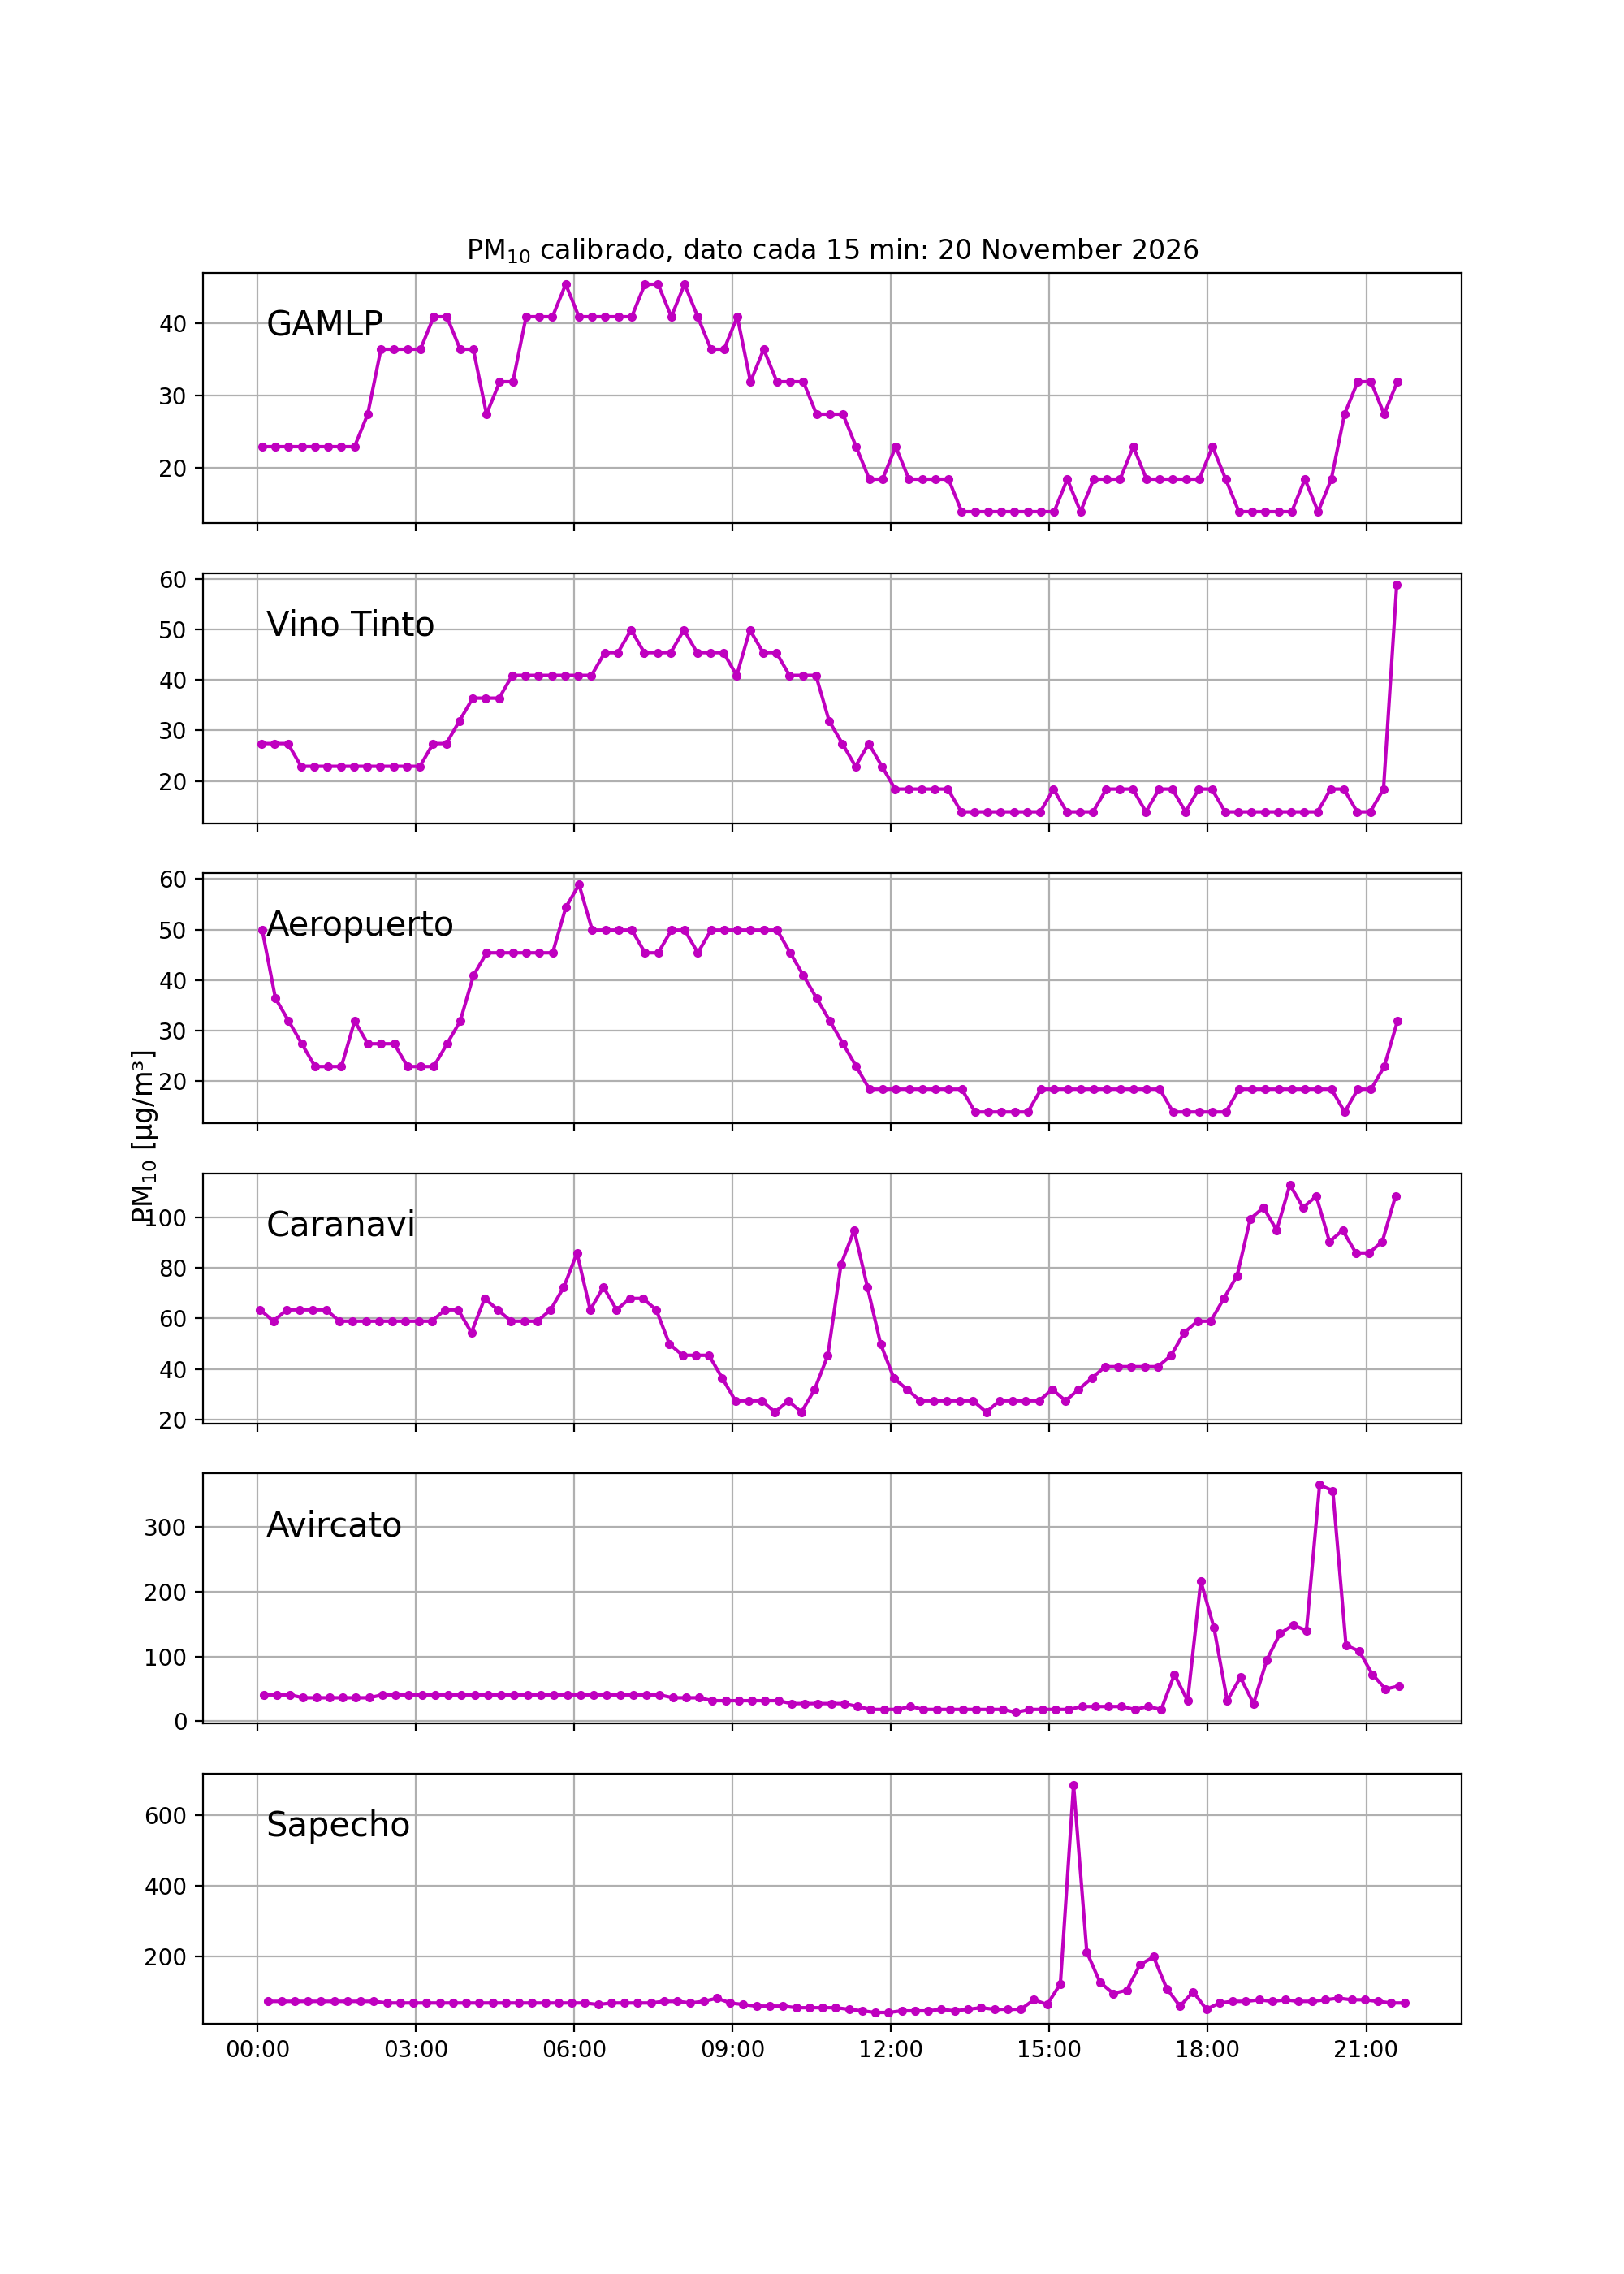 PM₁₀ calibrado, dato cada 15 min: 20 November 2026
GAMLP
40
30
20
Vino Tinto
60
50
40
30
20
Aeropuerto
60
50
40
30
20
PM₁₀ [µg/m³]
Caranavi
100
80
60
40
20
Avircato
300
200
100
0
Sapecho
600
400
200
00:00 03:00 06:00 09:00 12:00 15:00 18:00 21:00